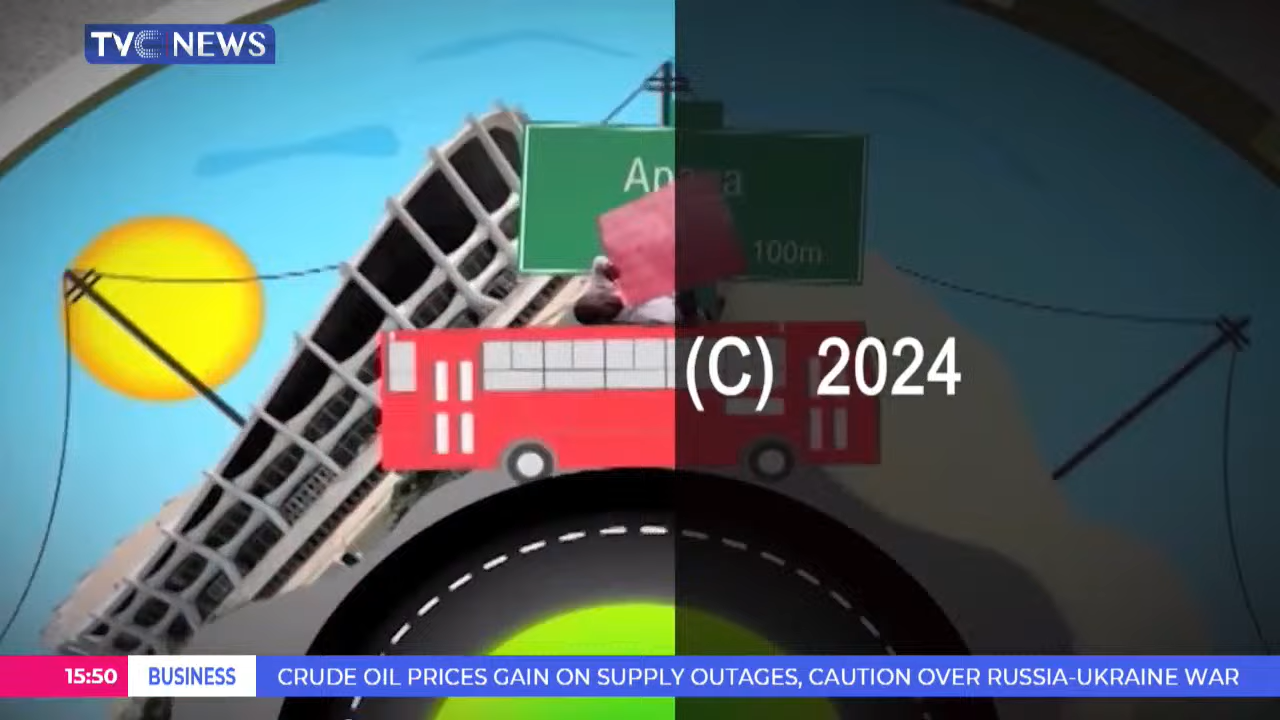 TVC NEWS
100m
(C) 2024
15:50 BUSINESS CRUDE OIL PRICES GAIN ON SUPPLY OUTAGES, CAUTION OVER RUSSIA-UKRAINE WAR